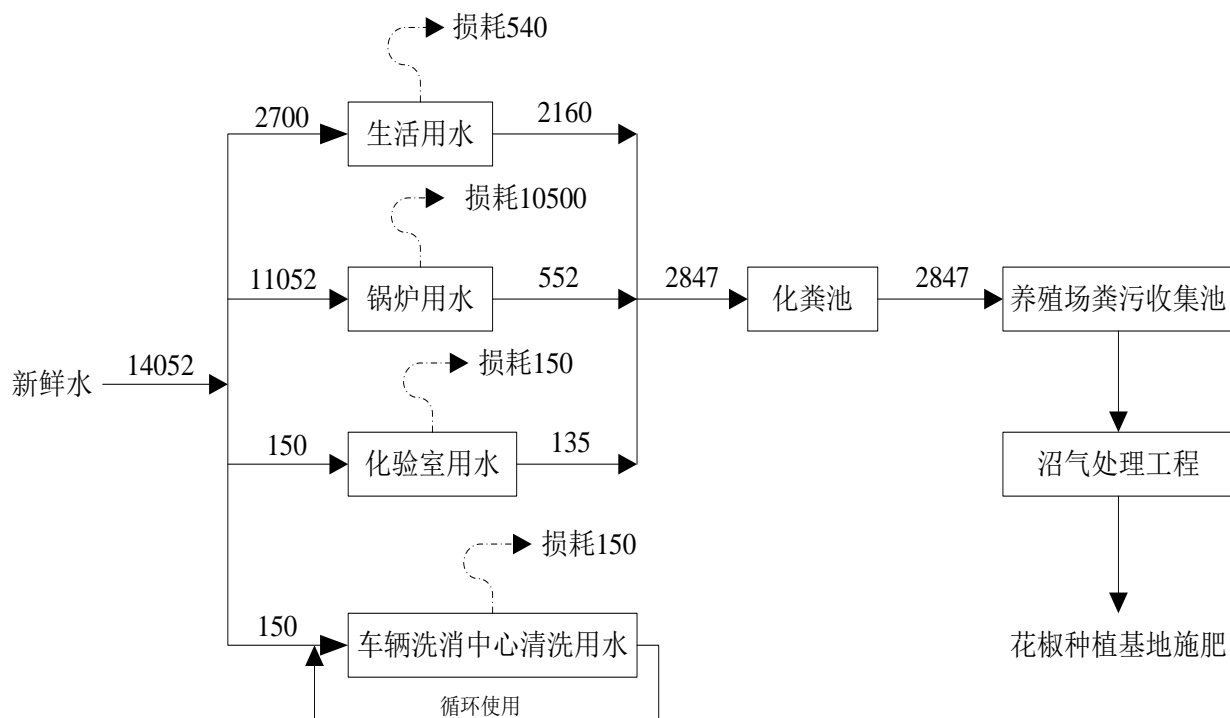 损耗540
2700
生活用水
2160
损耗10500
11052
锅炉用水
552
2847
化粪池
2847
养殖场粪污收集池
新鲜水
14052
损耗150
150
化验室用水
135
沼气处理工程
损耗150
150
车辆洗消中心清洗用水
花椒种植基地施肥
循环使用